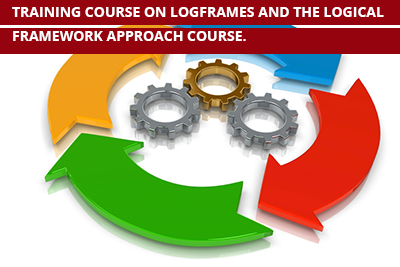 TRAINING COURSE ON LOGFRAMES AND THE LOGICAL
FRAMEWORK APPROACH COURSE.